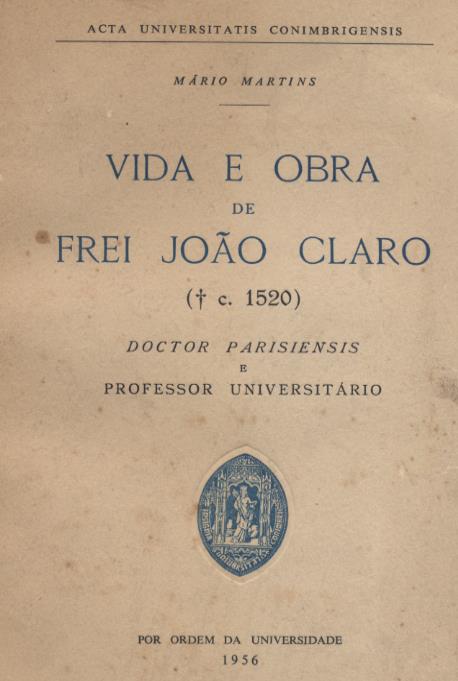 ACTA UNIVERSITATIS CONIMBRIGENSIS
MÁRIO MARTINS
VIDA E OBRA
DE
FREI JOÃO CLARO
(† c. 1520)
DOCTOR PARISIENSIS
E
PROFESSOR UNIVERSITÁRIO
POR ORDEM DA UNIVERSIDADE
1956